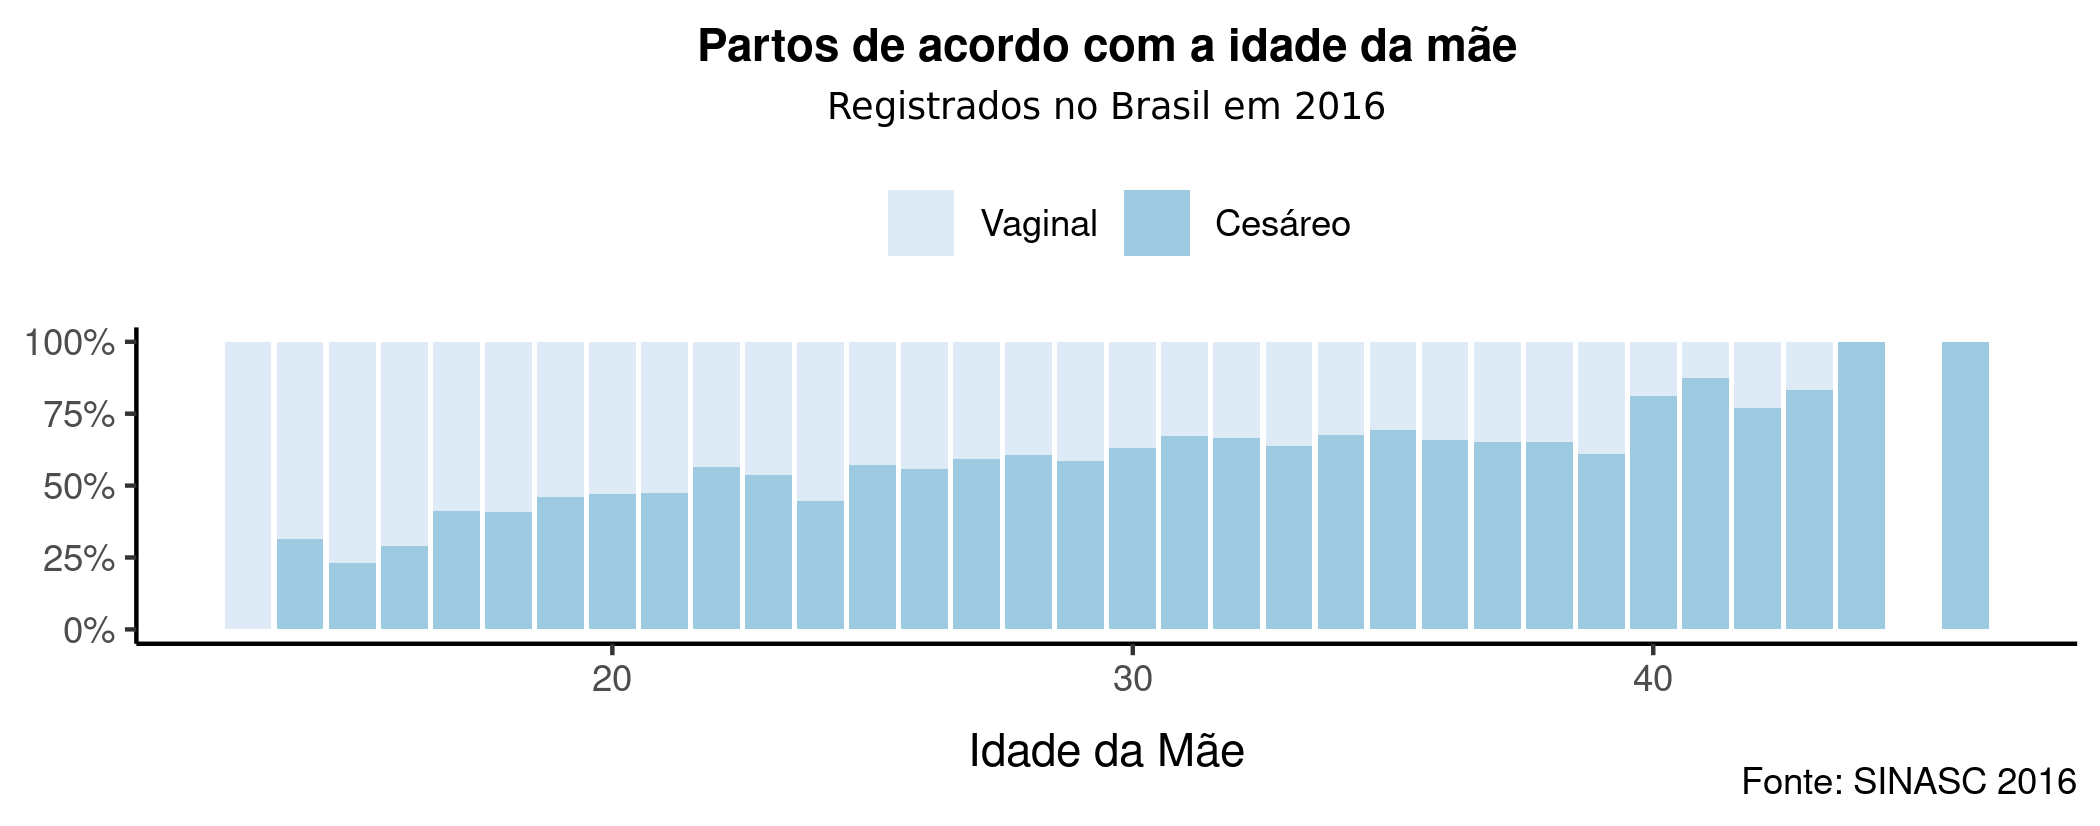 Partos de acordo com a idade da mãe
Registrados no Brasil em 2016
Vaginal Cesáreo
100%
75%
50%
25%
0%
20 30 40
Idade da Mãe
Fonte: SINASC 2016